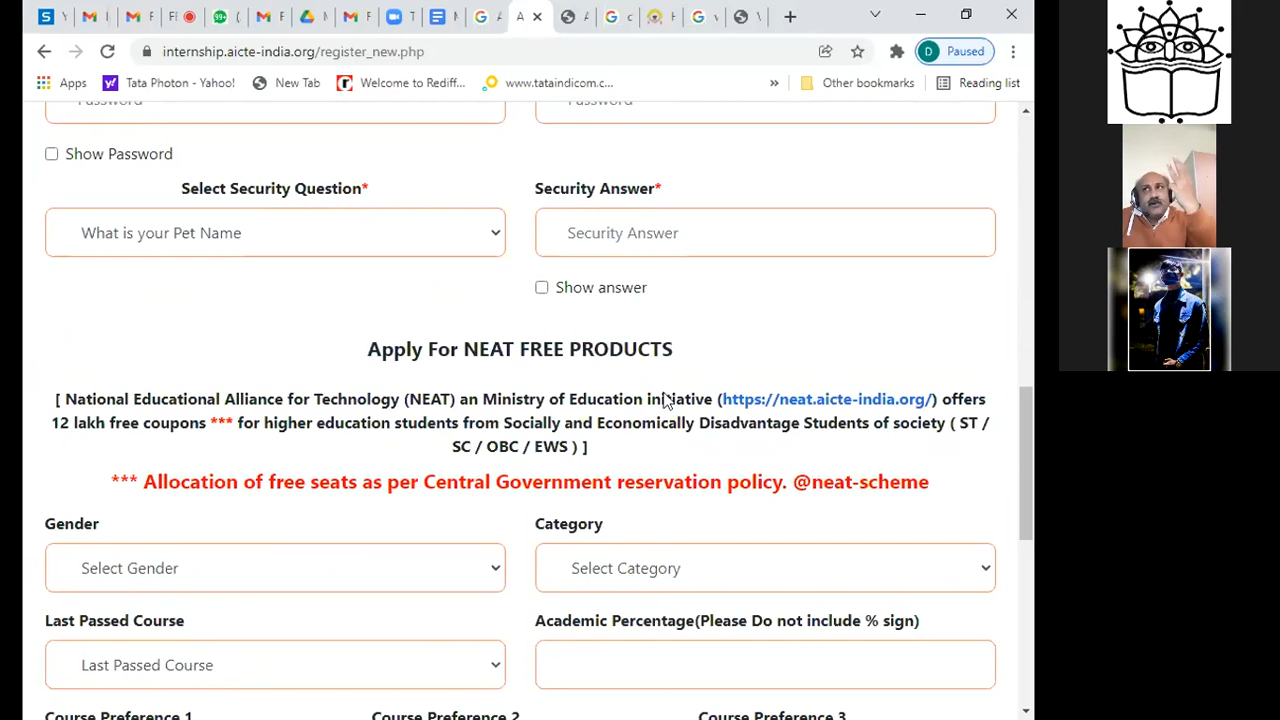 internship.aicte-india.org/register_new.php
Paused
Apps
Tata Photon - Yahoo!
New Tab
Welcome to Rediff...
www.tataindicom.c...
»
Other bookmarks
Reading list
Password Password
Show Password
Select Security Question* Security Answer*
What is your Pet Name Security Answer
Show answer
Apply For NEAT FREE PRODUCTS
[ National Educational Alliance for Technology (NEAT) an Ministry of Education initiative (https://neat.aicte-india.org/) offers
12 lakh free coupons *** for higher education students from Socially and Economically Disadvantage Students of society ( ST /
SC / OBC / EWS ) ]
*** Allocation of free seats as per Central Government reservation policy. @neat-scheme
Gender Category
Select Gender Select Category
Last Passed Course Academic Percentage(Please Do not include % sign)
Last Passed Course
Course Preference 1 Course Preference 2 Course Preference 3